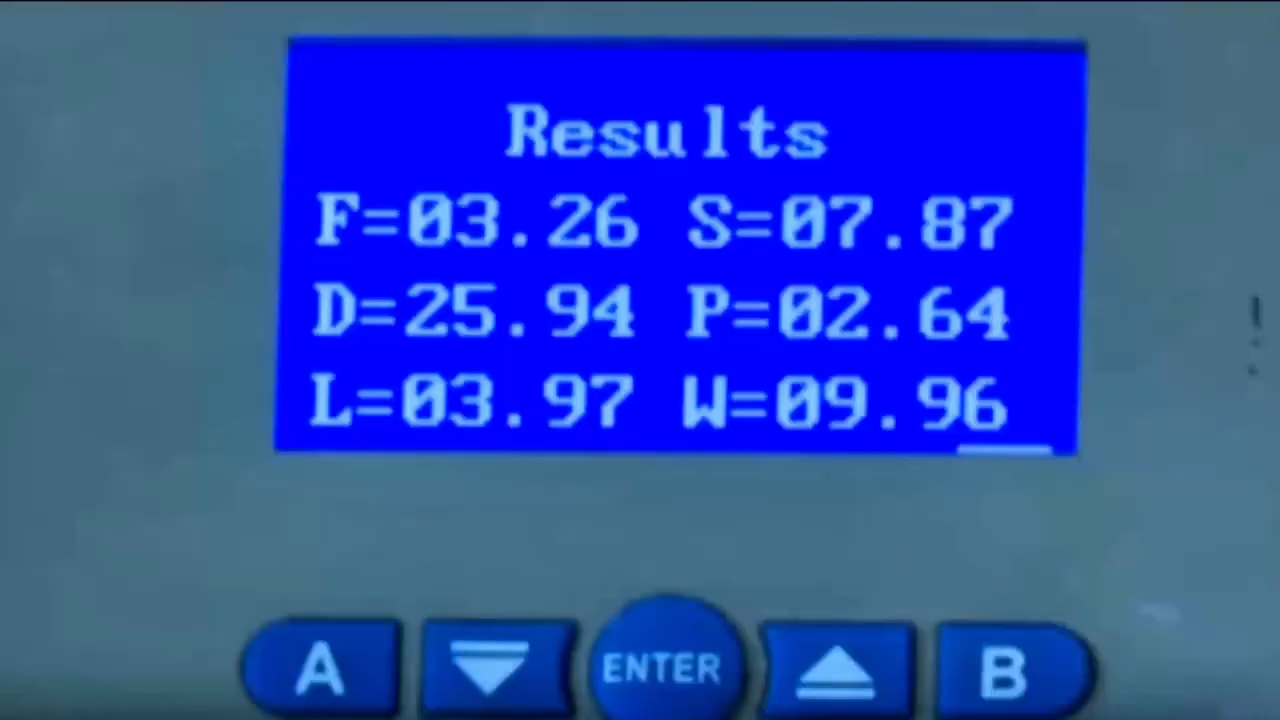 Results
F=03.26 S=07.87
D=25.94 P=02.64
L=03.97 W=09.96
A ENTER B